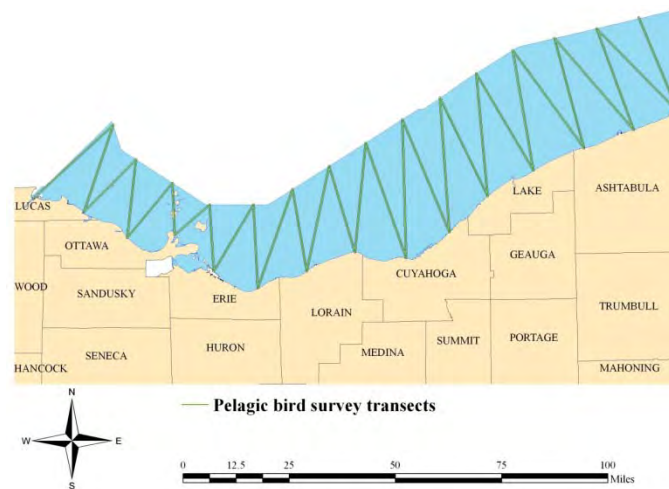 LUCAS
LAKE
ASHTABULA
OTTAWA
GEAUGA
CUYAHOGA
WOOD
SANDUSKY
ERIE
LORAIN
TRUMBULL
HURON
SUMMIT
PORTAGE
SENECA
MEDINA
HANCOCK
MAHONING
Pelagic bird survey transects
N
W E
S
0 12.5 25 50 75 100
Miles